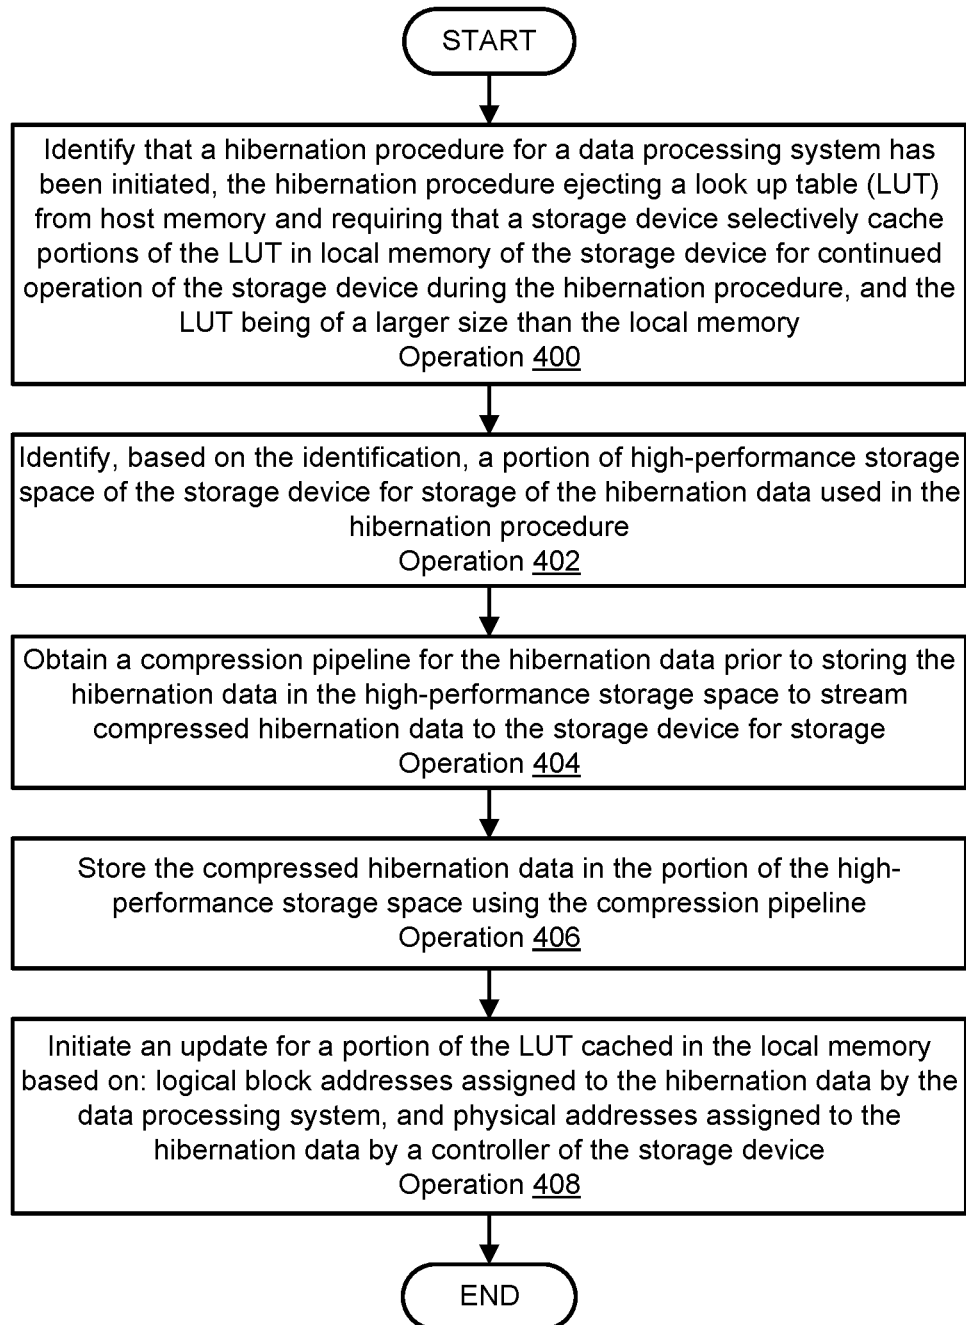 START
Identify that a hibernation procedure for a data processing system has
been initiated, the hibernation procedure ejecting a look up table (LUT)
from host memory and requiring that a storage device selectively cache
portions of the LUT in local memory of the storage device for continued
operation of the storage device during the hibernation procedure, and the
LUT being of a larger size than the local memory
Operation 400
Identify, based on the identification, a portion of high-performance storage
space of the storage device for storage of the hibernation data used in the
hibernation procedure
Operation 402
Obtain a compression pipeline for the hibernation data prior to storing the
hibernation data in the high-performance storage space to stream
compressed hibernation data to the storage device for storage
Operation 404
Store the compressed hibernation data in the portion of the high-
performance storage space using the compression pipeline
Operation 406
Initiate an update for a portion of the LUT cached in the local memory
based on: logical block addresses assigned to the hibernation data by the
data processing system, and physical addresses assigned to the
hibernation data by a controller of the storage device
Operation 408
END